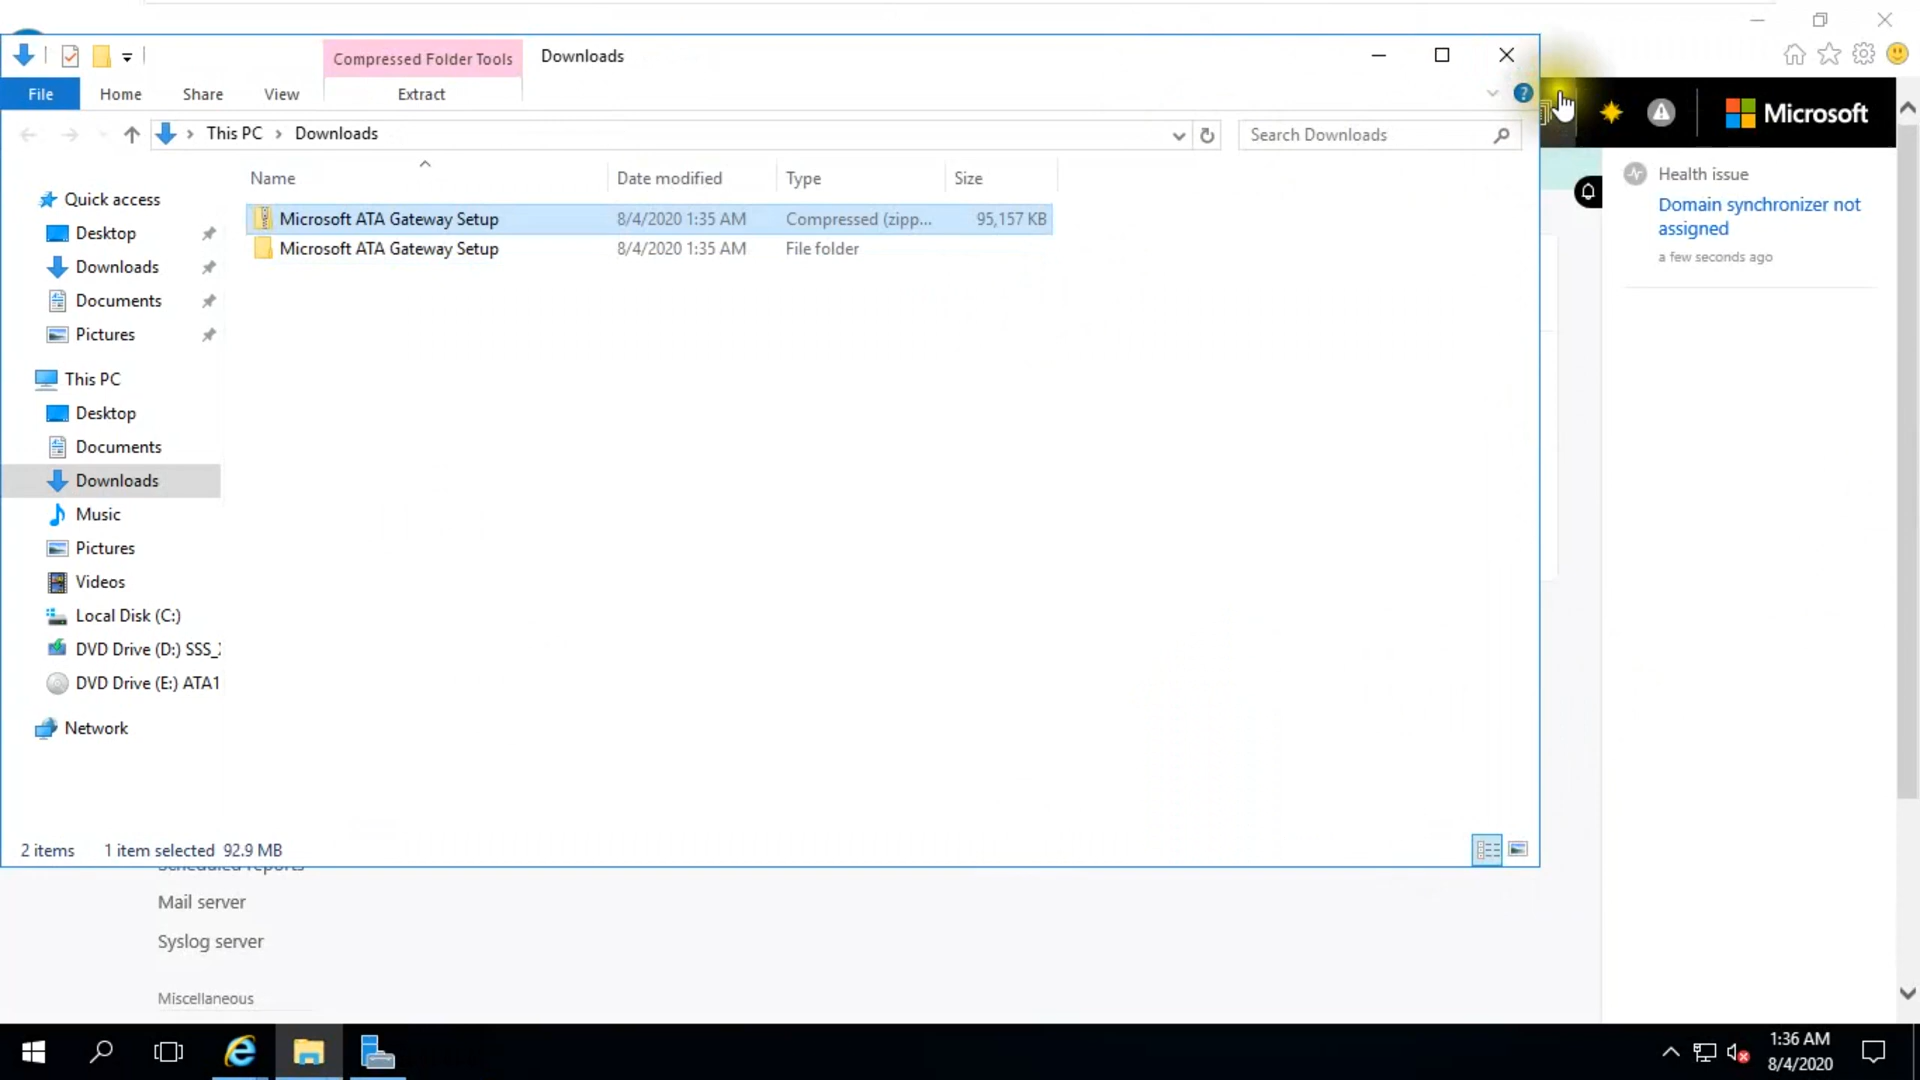 Compressed Folder Tools
Downloads
File
Home
Share
View
Extract
This PC
Downloads
Search Downloads
Microsoft
Name
Date modified
Type
Size
Microsoft ATA Gateway Setup 8/4/2020 1:35 AM Compressed (zipp... 95,157 KB
Microsoft ATA Gateway Setup 8/4/2020 1:35 AM File folder
Quick access
Desktop
Downloads
Documents
Pictures
This PC
Desktop
Documents
Downloads
Music
Pictures
Videos
Local Disk (C:)
DVD Drive (D:) SSS_
DVD Drive (E:) ATA1
Network
Health issue
Domain synchronizer not
assigned
a few seconds ago
2 items 1 item selected 92.9 MB
Scheduled reports
Mail server
Syslog server
Miscellaneous
1:36 AM
8/4/2020